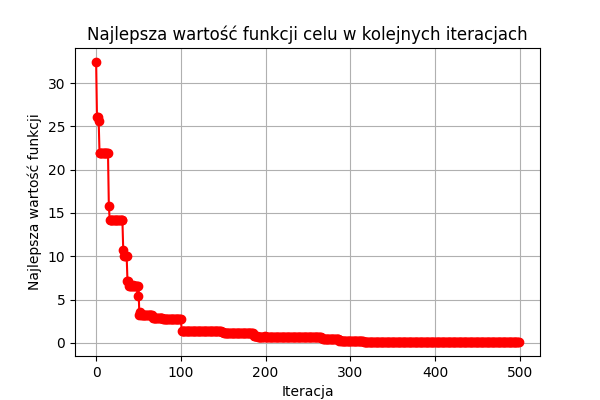 Najlepsza wartość funkcji celu w kolejnych iteracjach
Najlepsza wartość funkcji
30
25
20
15
10
5
0
0 100 200 300 400 500
Iteracja